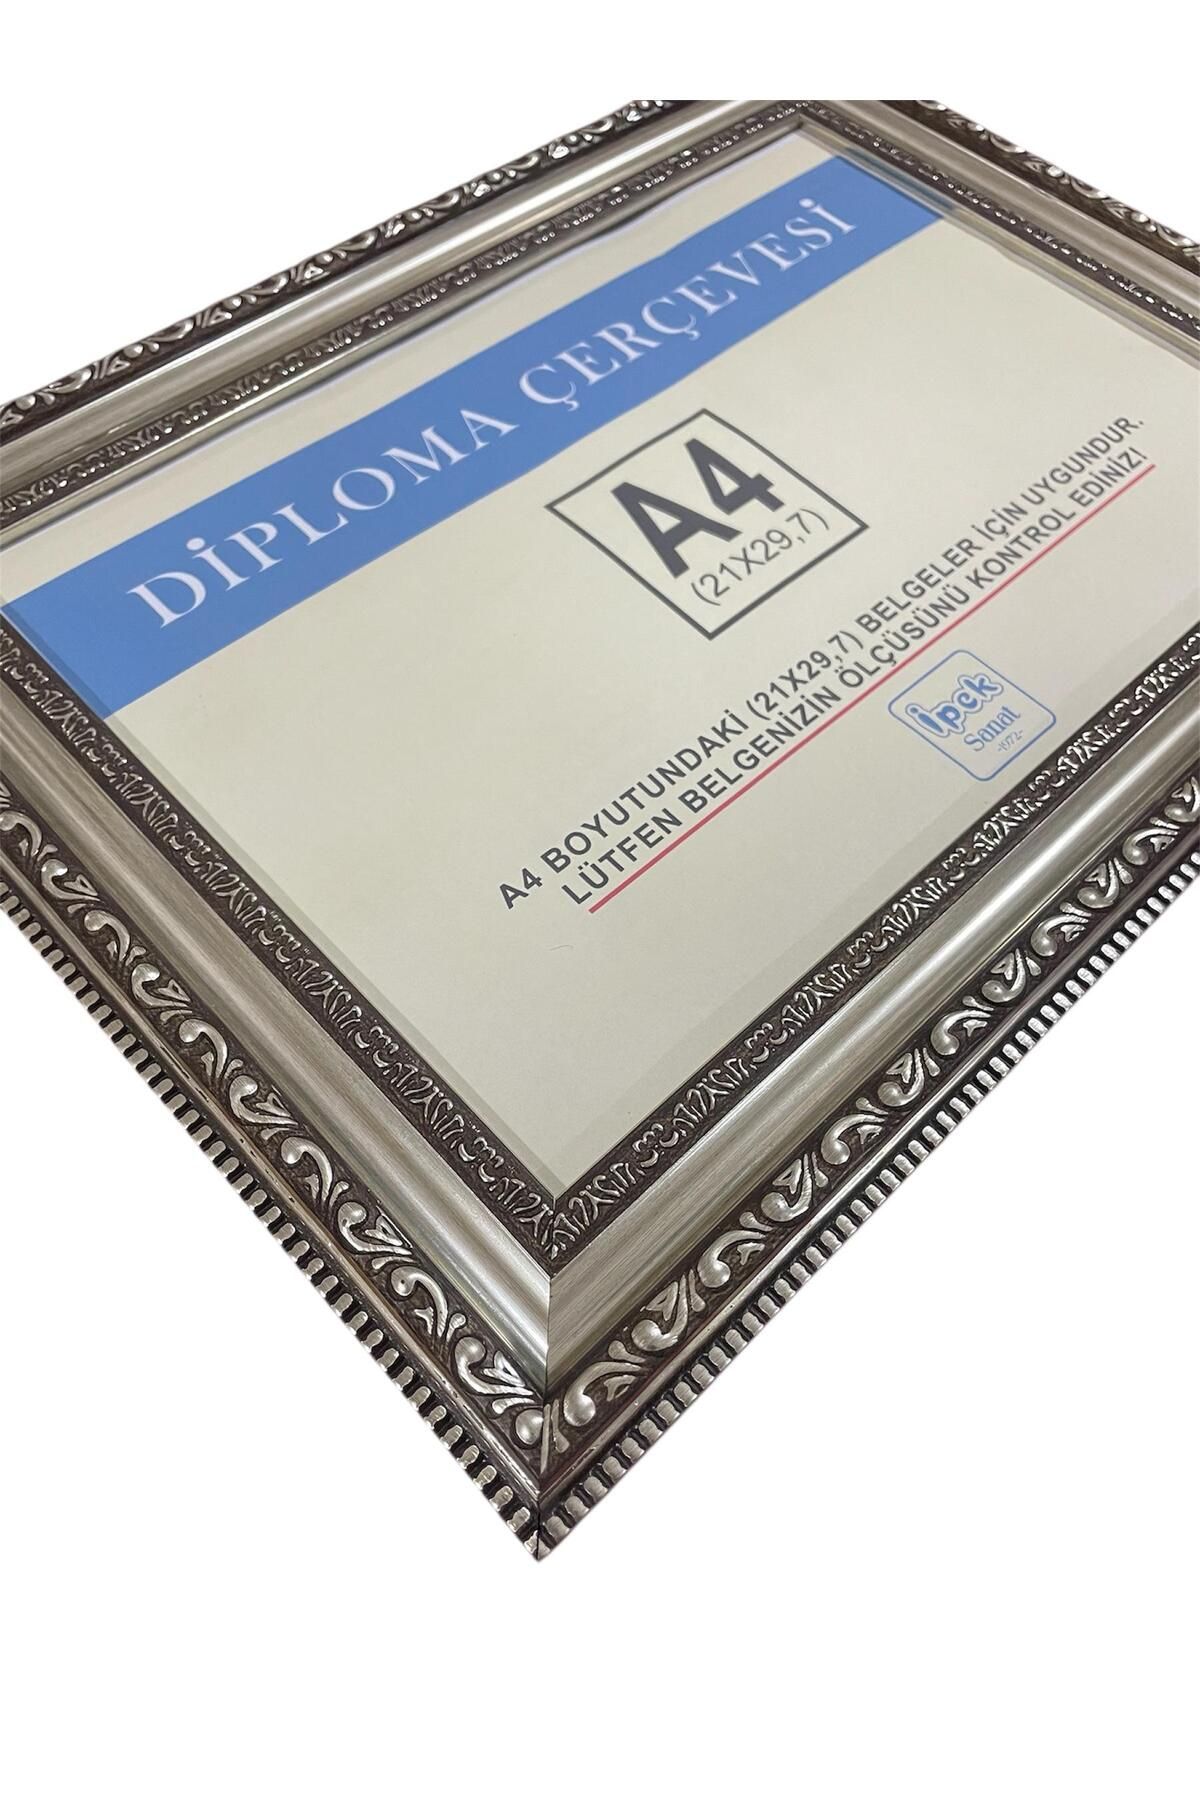 DİPLOMA ÇERÇEVESİ
A4
(21X29,7)
A4 BOYUTUNDAKİ (21X29,7) BELGELER İÇİN UYGUNDUR.
LÜTFEN BELGENİZİN ÖLÇÜSÜNÜ KONTROL EDİNİZ!
İpek
Sanat
-1972-